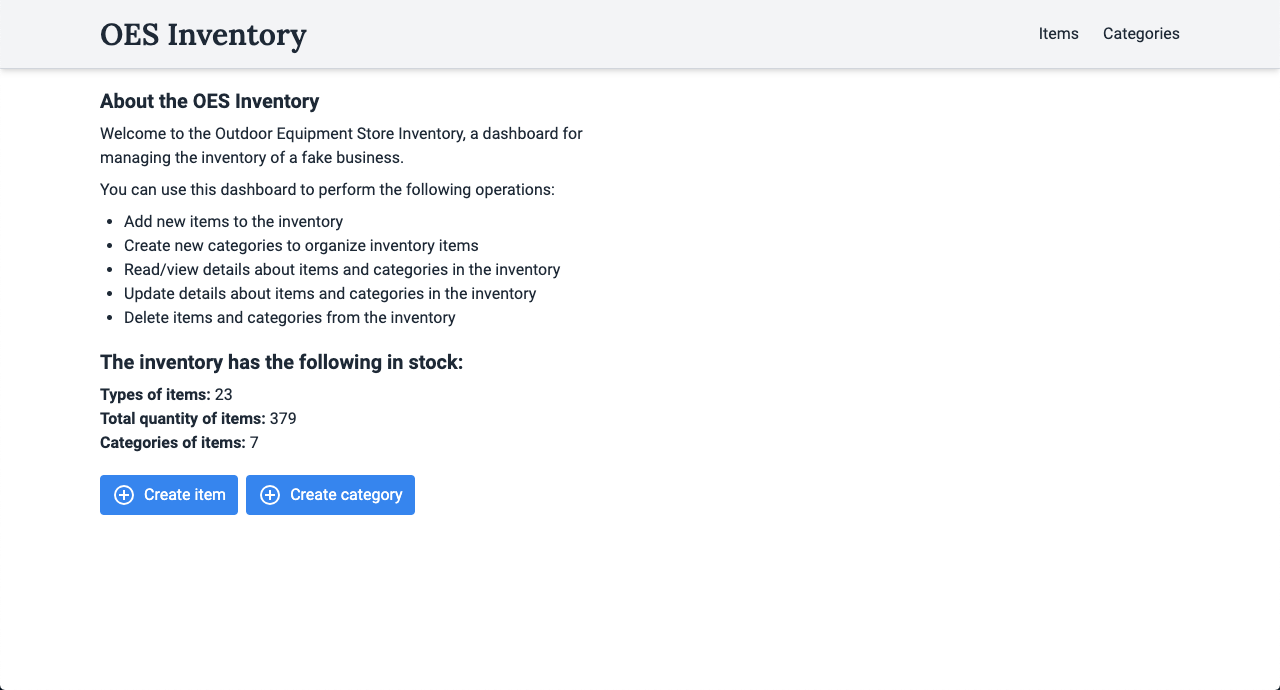 OES Inventory
Items
Categories
About the OES Inventory
Welcome to the Outdoor Equipment Store Inventory, a dashboard for
managing the inventory of a fake business.
You can use this dashboard to perform the following operations:
Add new items to the inventory
Create new categories to organize inventory items
Read/view details about items and categories in the inventory
Update details about items and categories in the inventory
Delete items and categories from the inventory
The inventory has the following in stock:
Types of items: 23
Total quantity of items: 379
Categories of items: 7
Create item
Create category